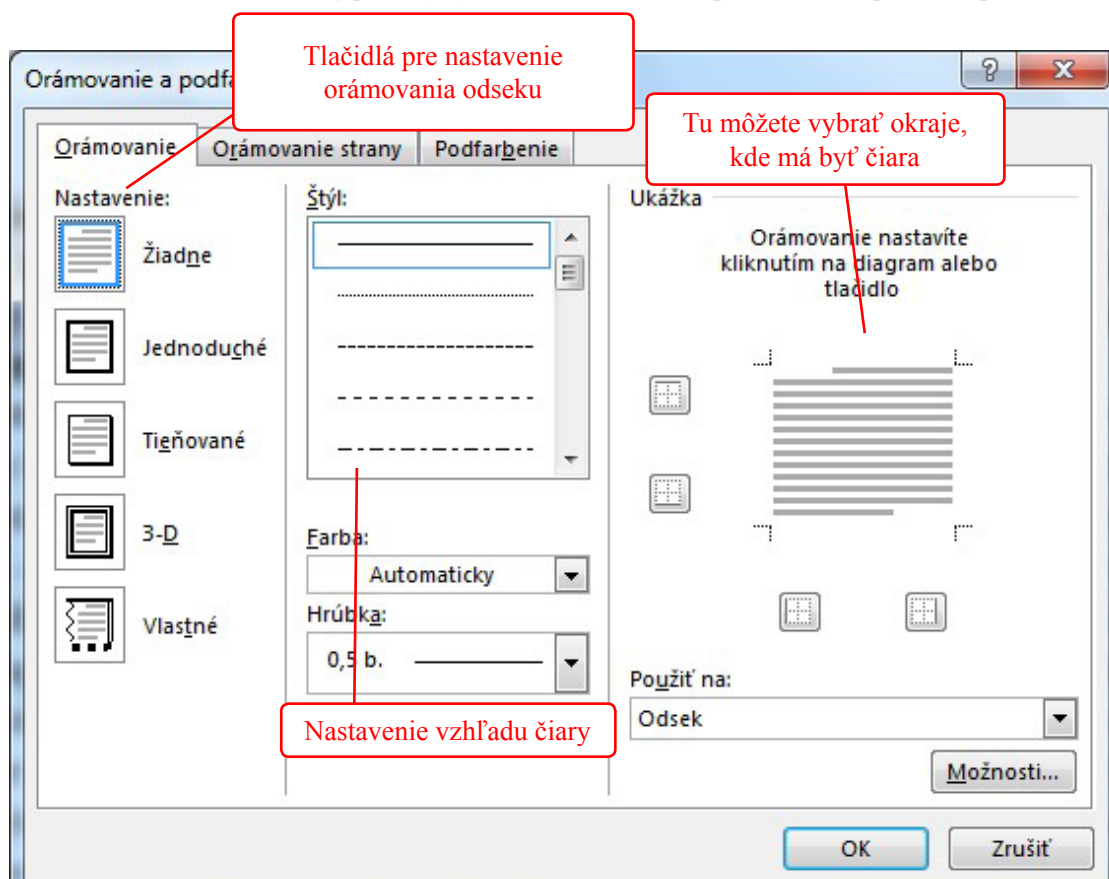 Tlačidlá pre nastavenie
orámovania odseku
Orámovanie a podfa
Tu môžete vybrať okraje,
kde má byť čiara
Orámovanie
Orámovanie strany
Podfarbenie
Nastavenie:
Žiadne
Jednoduché
Tieňované
3-D
Vlastné
Štýl:
Farba:
Automaticky
Hrúbka:
0,5 b.
Nastavenie vzhľadu čiary
Ukážka
Orámovanie nastavíte
kliknutím na diagram alebo
tlačidlo
Použiť na:
Odsek
Možnosti...
OK
Zrušiť